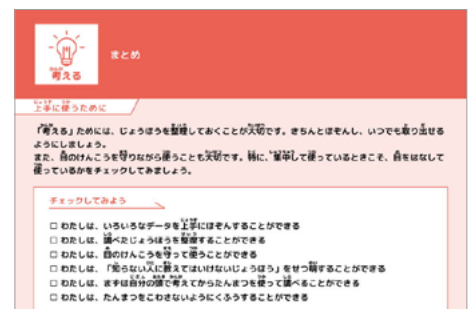 考える
まとめ
上手に使うために
「考える」ためには、じょうほうを整理しておくことが大切です。きちんとほぞんし、いつでも取り出せる
ようにしましょう。
また、目のけんこうを守りながら使うことも大切です。特に、集中して使っているときこそ、目をはなして
使っているかをチェックしてみましょう。
チェックしてみよう
□ わたしは、いろいろなデータを上手にほぞんすることができる
□ わたしは、調べたじょうほうを整理することができる
□ わたしは、目のけんこうを守って使うことができる
□ わたしは、「知らない人に教えてはいけないじょうほう」をせつ明することができる
□ わたしは、まずは自分の頭で考えてからたんまつを使って調べることができる
□ わたしは、たんまつをこわさないようにくふうすることができる